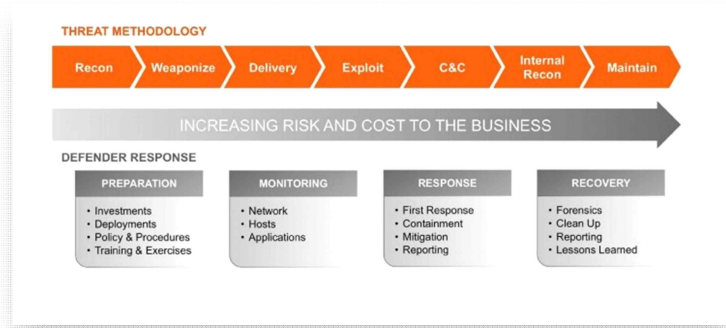 THREAT METHODOLOGY
Recon
Weaponize
Delivery
Exploit
C&C
Internal
Recon
Maintain
INCREASING RISK AND COST TO THE BUSINESS
DEFENDER RESPONSE
PREPARATION
• Investments
• Deployments
• Policy & Procedures
• Training & Exercises
MONITORING
• Network
• Hosts
• Applications
RESPONSE
• First Response
• Containment
• Mitigation
• Reporting
RECOVERY
• Forensics
• Clean Up
• Reporting
• Lessons Learned